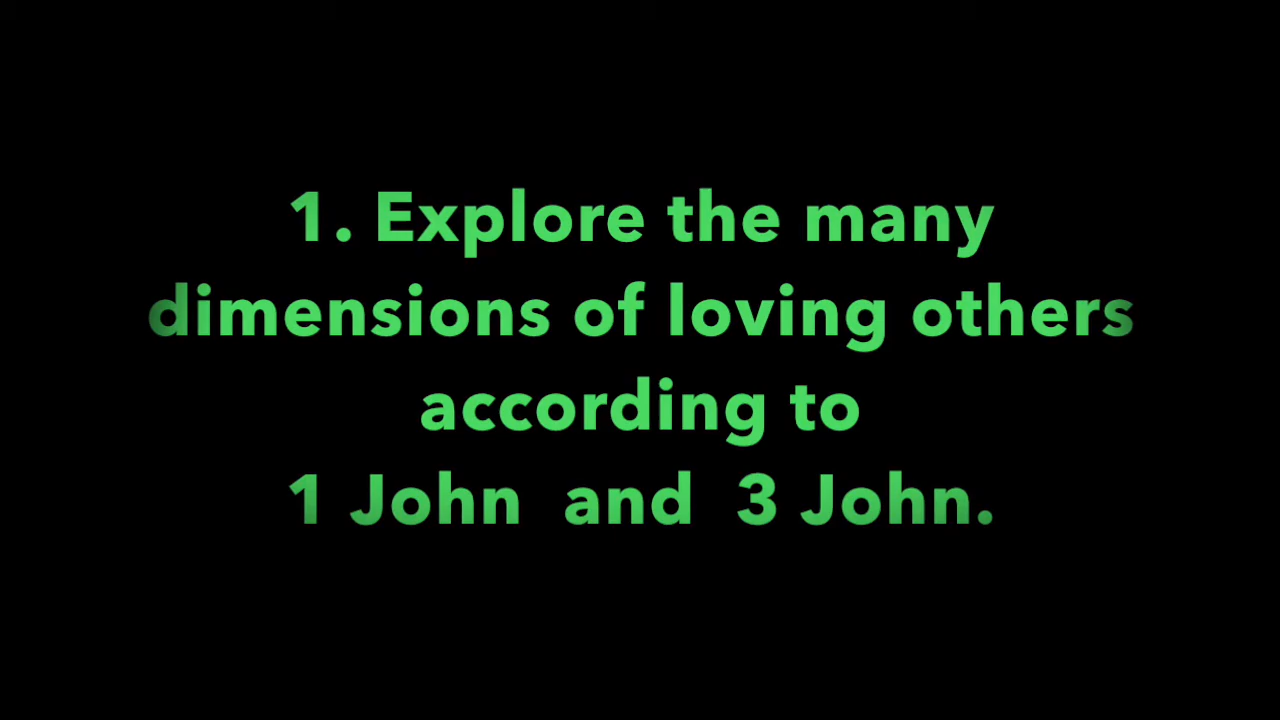 1. Explore the many
dimensions of loving others
according to
1 John and 3 John.